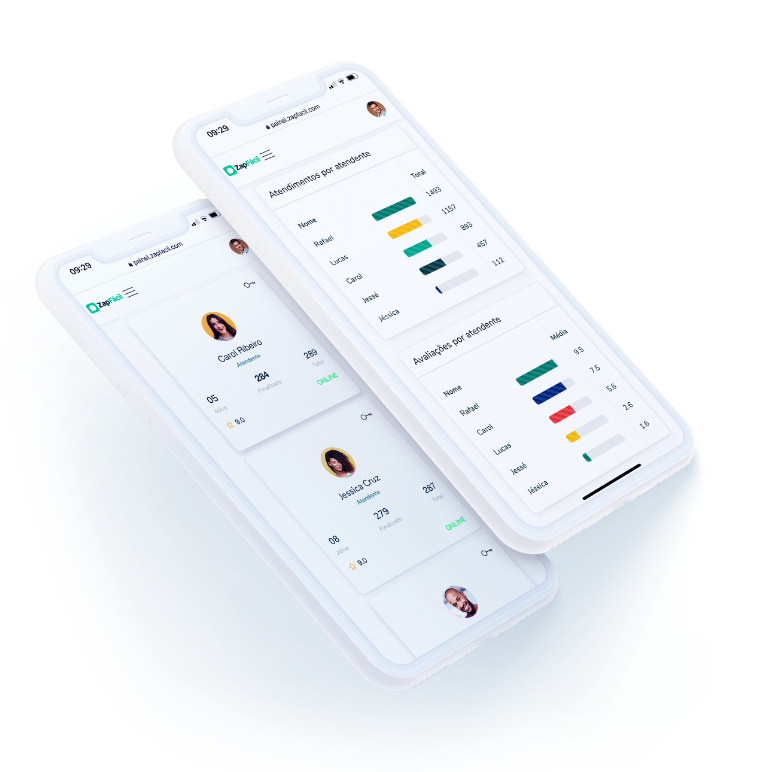 09:29
painel.zapfacil.com
ZapFácil
Atendimentos por atendente
Nome Total
Rafael 1493
Lucas 1157
Carol 893
Jessé 457
Jéssica 112
Avaliações por atendente
Nome Média
Rafael 9.5
Carol 7.5
Lucas 5.6
Jessé 2.6
Jéssica 1.6
09:29
painel.zapfacil.com
ZapFácil
Carol Ribeiro
Atendente
05 284 289
Ativo Finalizado Total
9.0 ONLINE
Jessica Cruz
Atendente
08 279 287
Ativo Finalizado Total
9.0 ONLINE